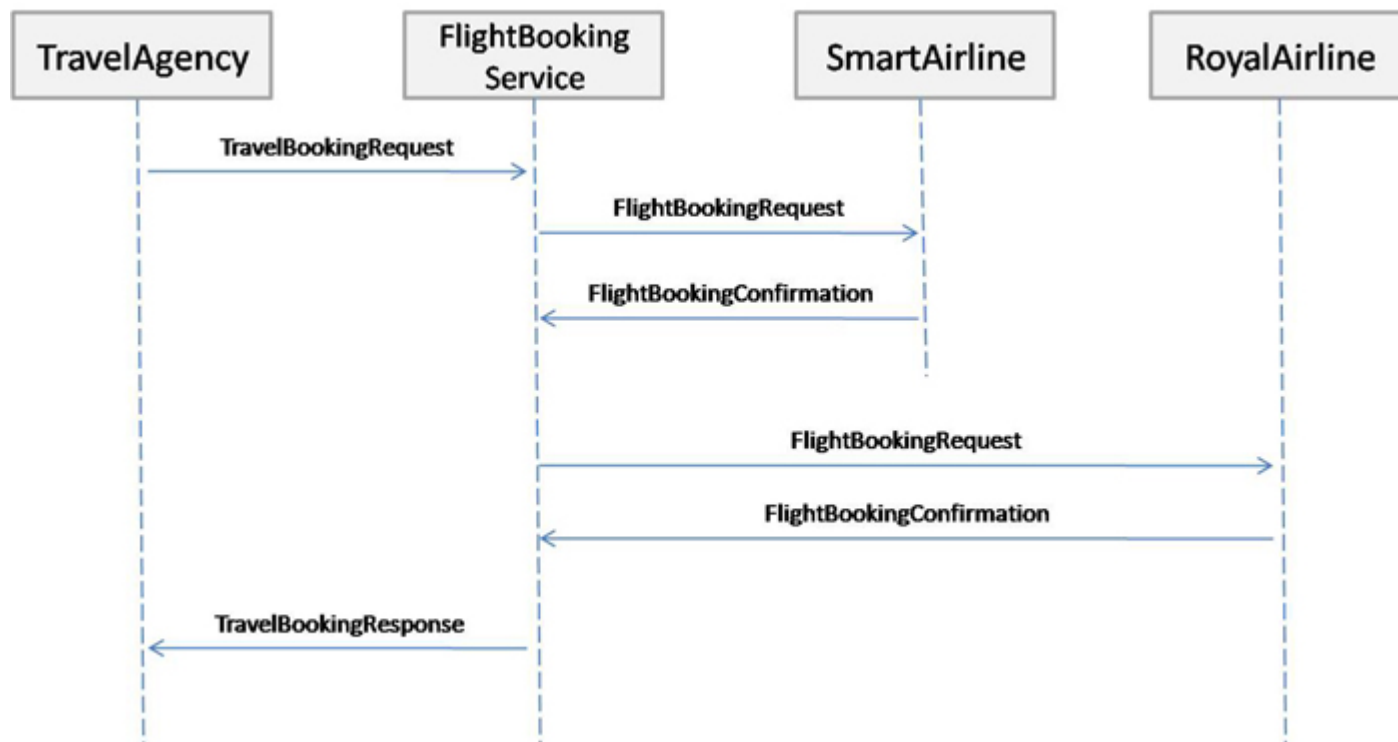 TravelAgency
FlightBooking
Service
SmartAirline
RoyalAirline
TravelBookingRequest
FlightBookingRequest
FlightBookingConfirmation
FlightBookingRequest
FlightBookingConfirmation
TravelBookingResponse